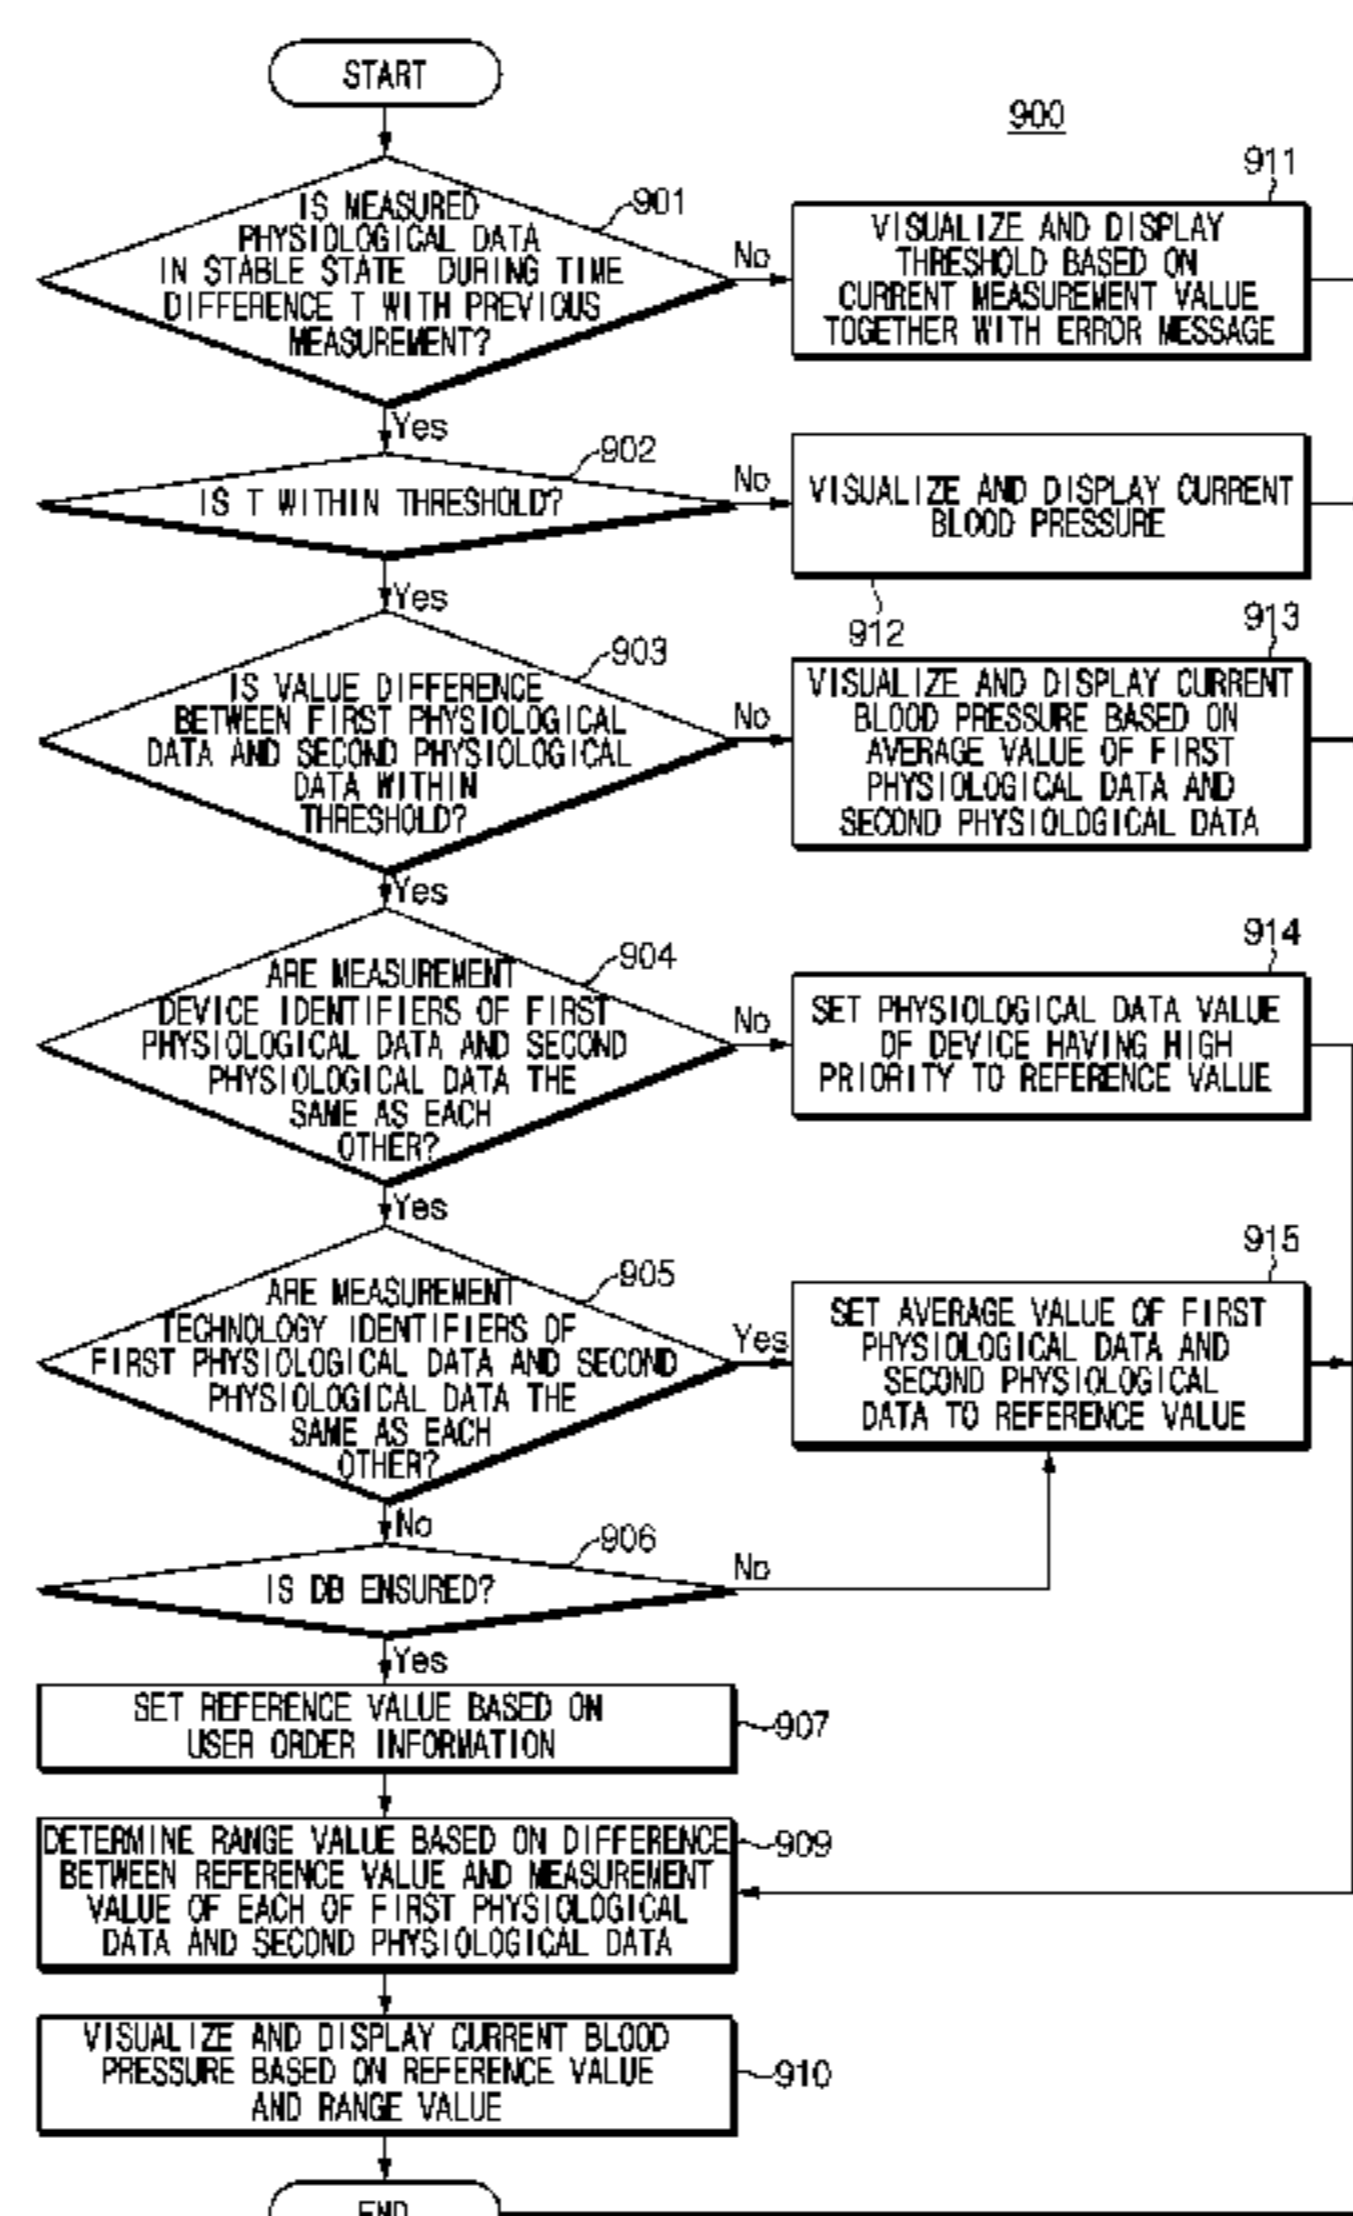 START
900
IS MEASURED
PHYSIOLOGICAL DATA
IN STABLE STATE DURING TIME
DIFFERENCE T WITH PREVIOUS
MEASUREMENT?
901
No
Yes
911
VISUALIZE AND DISPLAY
THRESHOLD BASED ON
CURRENT MEASUREMENT VALUE
TOGETHER WITH ERROR MESSAGE
902
IS T WITHIN THRESHOLD?
No
Yes
VISUALIZE AND DISPLAY CURRENT
BLOOD PRESSURE
912
903
IS VALUE DIFFERENCE
BETWEEN FIRST PHYSIOLOGICAL
DATA AND SECOND PHYSIOLOGICAL
DATA WITHIN
THRESHOLD?
No
Yes
913
VISUALIZE AND DISPLAY CURRENT
BLOOD PRESSURE BASED ON
AVERAGE VALUE OF FIRST
PHYSIOLOGICAL DATA AND
SECOND PHYSIOLOGICAL DATA
904
ARE MEASUREMENT
DEVICE IDENTIFIERS OF FIRST
PHYSIOLOGICAL DATA AND SECOND
PHYSIOLOGICAL DATA THE
SAME AS EACH
OTHER?
No
Yes
914
SET PHYSIOLOGICAL DATA VALUE
OF DEVICE HAVING HIGH
PRIORITY TO REFERENCE VALUE
905
ARE MEASUREMENT
TECHNOLOGY IDENTIFIERS OF
FIRST PHYSIOLOGICAL DATA AND SECOND
PHYSIOLOGICAL DATA THE
SAME AS EACH
OTHER?
Yes
No
915
SET AVERAGE VALUE OF FIRST
PHYSIOLOGICAL DATA AND
SECOND PHYSIOLOGICAL
DATA TO REFERENCE VALUE
906
IS DB ENSURED?
No
Yes
SET REFERENCE VALUE BASED ON
USER ORDER INFORMATION
907
DETERMINE RANGE VALUE BASED ON DIFFERENCE
BETWEEN REFERENCE VALUE AND MEASUREMENT
VALUE OF EACH OF FIRST PHYSIOLOGICAL
DATA AND SECOND PHYSIOLOGICAL DATA
909
VISUALIZE AND DISPLAY CURRENT BLOOD
PRESSURE BASED ON REFERENCE VALUE
AND RANGE VALUE
910
END